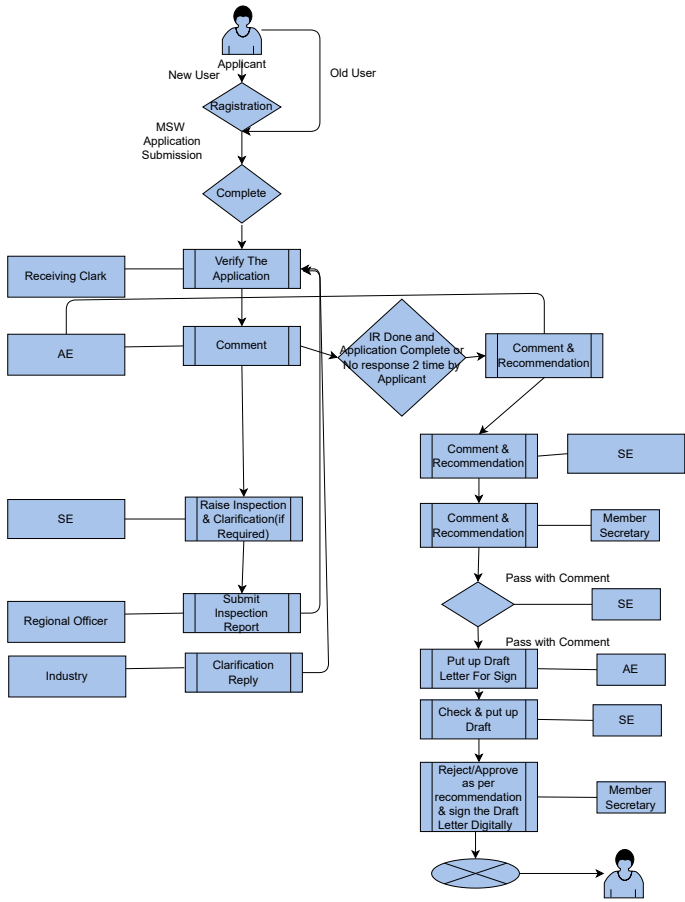 Applicant
New User
Old User
Ragistration
MSW
Application
Submission
Complete
Verify The
Application
Receiving Clark
AE
Comment
IR Done and
Application Complete or
No response 2 time by
Applicant
Comment &
Recommendation
Comment &
Recommendation
SE
SE
Raise Inspection
& Clarification(if
Required)
Comment &
Recommendation
Member
Secretary
Pass with Comment
SE
Regional Officer
Submit
Inspection
Report
Pass with Comment
Industry
Clarification
Reply
Put up Draft
Letter For Sign
AE
Check & put up
Draft
SE
Reject/Approve
as per
recommendation
& sign the Draft
Letter Digitally
Member
Secretary